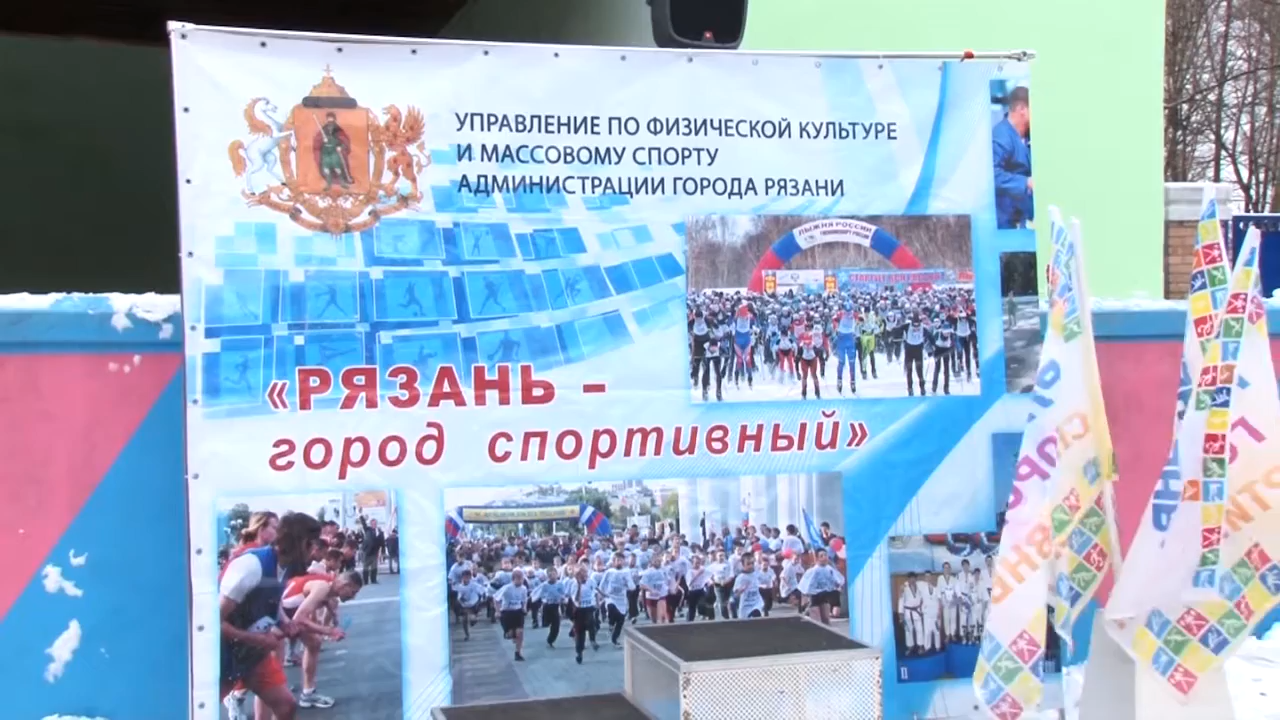 УПРАВЛЕНИЕ ПО ФИЗИЧЕСКОЙ КУЛЬТУРЕ
И МАССОВОМУ СПОРТУ
АДМИНИСТРАЦИИ ГОРОДА РЯЗАНИ
ЛЫЖНЯ РОССИИ
«РЯЗАНЬ –
город спортивный»